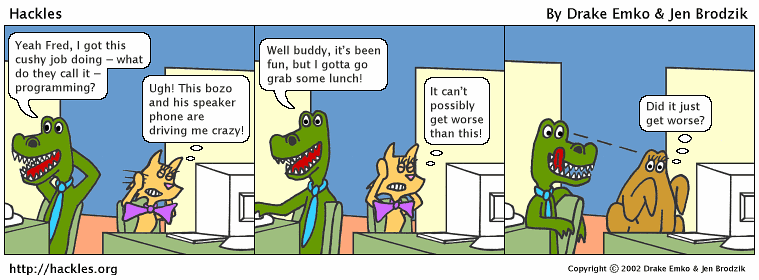 Hackles
By Drake Emko & Jen Brodzik
Yeah Fred, I got this
cushy job doing – what
do they call it –
programming?
Ugh! This bozo
and his speaker
phone are
driving me crazy!
Well buddy, it's been
fun, but I gotta go
grab some lunch!
It can't
possibly
get worse
than this!
Did it just
get worse?
http://hackles.org
Copyright © 2002 Drake Emko & Jen Brodzik